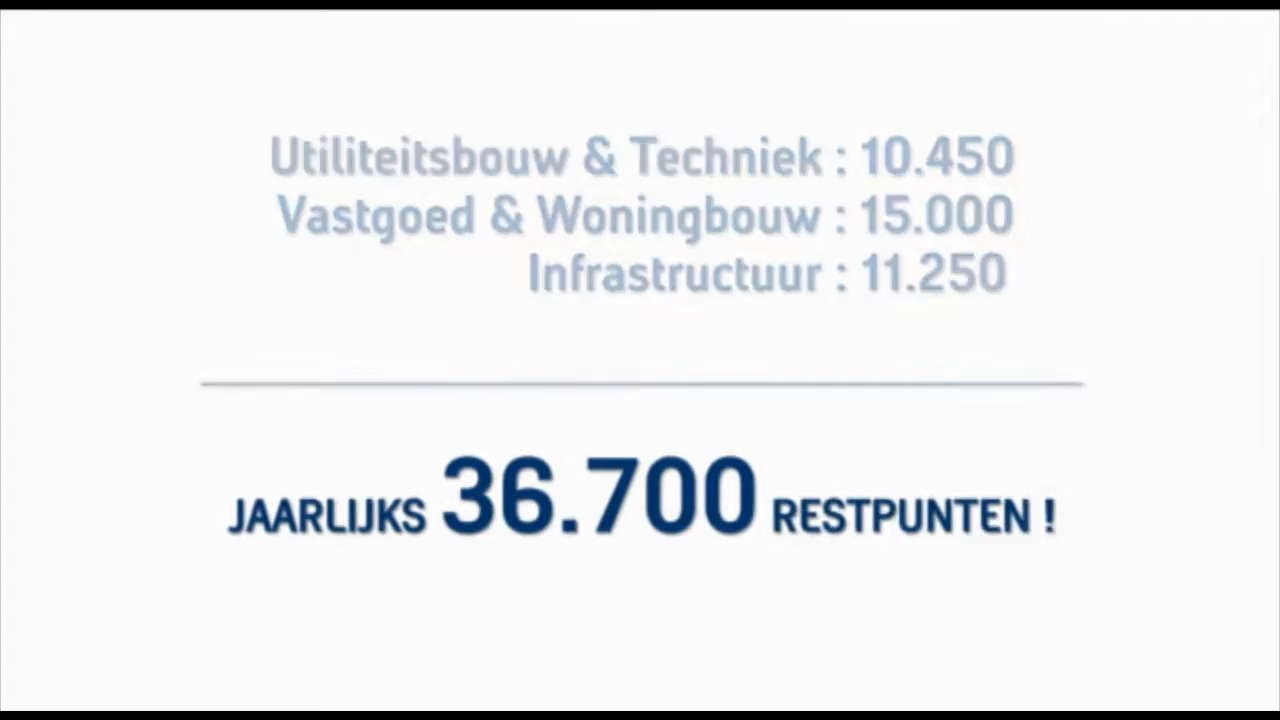 Utiliteitsbouw & Techniek : 10.450
Vastgoed & Woningbouw : 15.000
Infrastructuur : 11.250
JAARLIJKS 36.700 RESTPUNTEN !